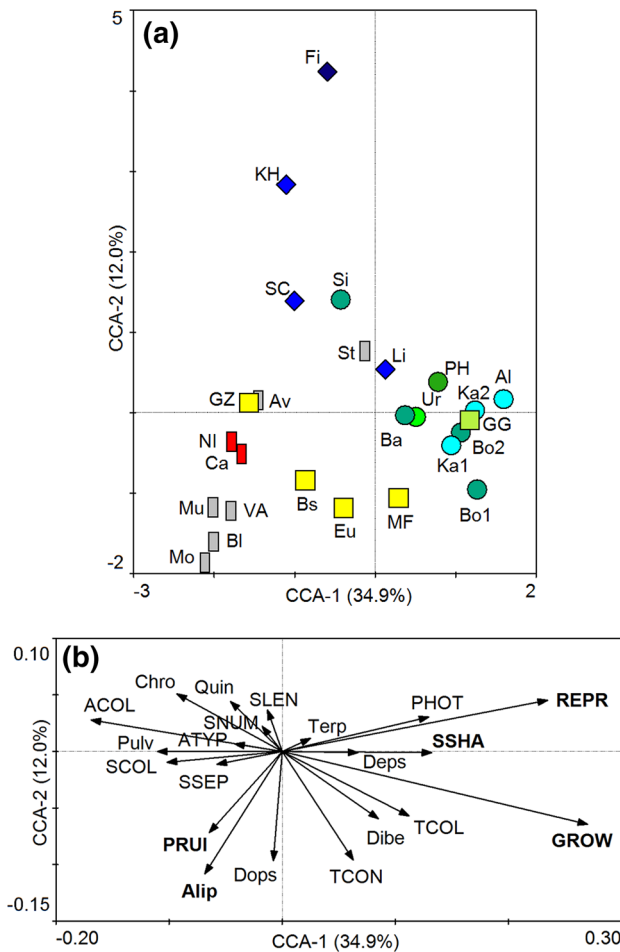 5
(a)
Fi
KH
SC
Si
St
Li
PH
Al
Ka2
Ur
GZ
Av
GG
Ba
Bo2
NI
Ca
Ka1
Mu
VA
Bs
Eu
MF
Bo1
Bl
Mo
CCA-2 (12.0%)
-2
-3
CCA-1 (34.9%)
2
0.10
(b)
Chro
Quin
SLEN
PHOT
REPR
ACOL
SNUM
Terp
Pulv
ATYP
SSHA
SCOL
SSEP
Deps
PRUI
Dibe
TCOL
GROW
Alip
Dops
TCON
CCA-2 (12.0%)
-0.15
-0.20
CCA-1 (34.9%)
0.30